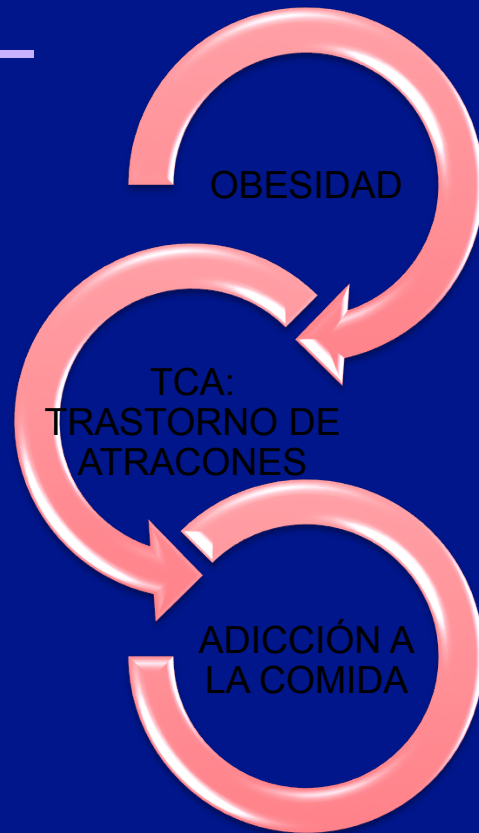 OBESIDAD
TCA:
TRASTORNO DE
ATRACONES
ADICCIÓN A
LA COMIDA